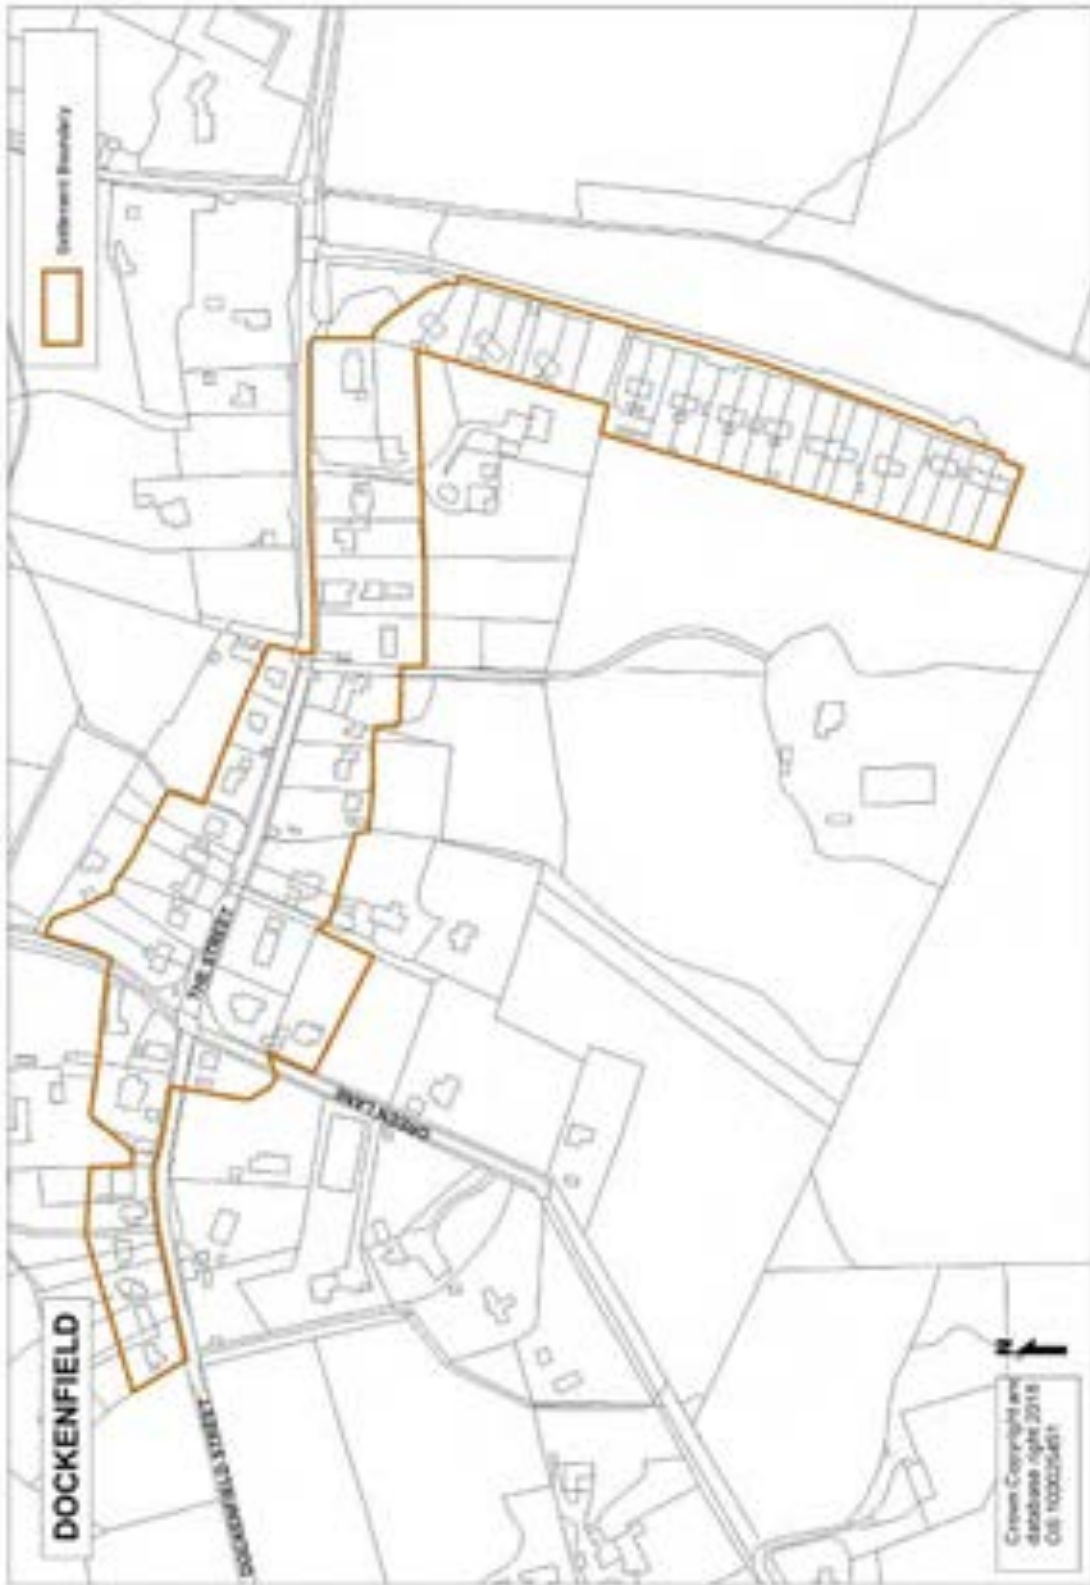 DOCKENFIELD
Settlement Boundary
THE STREET
GREEN LANE
DOCKENFIELD STREET
N
Crown Copyright and
database right 2018